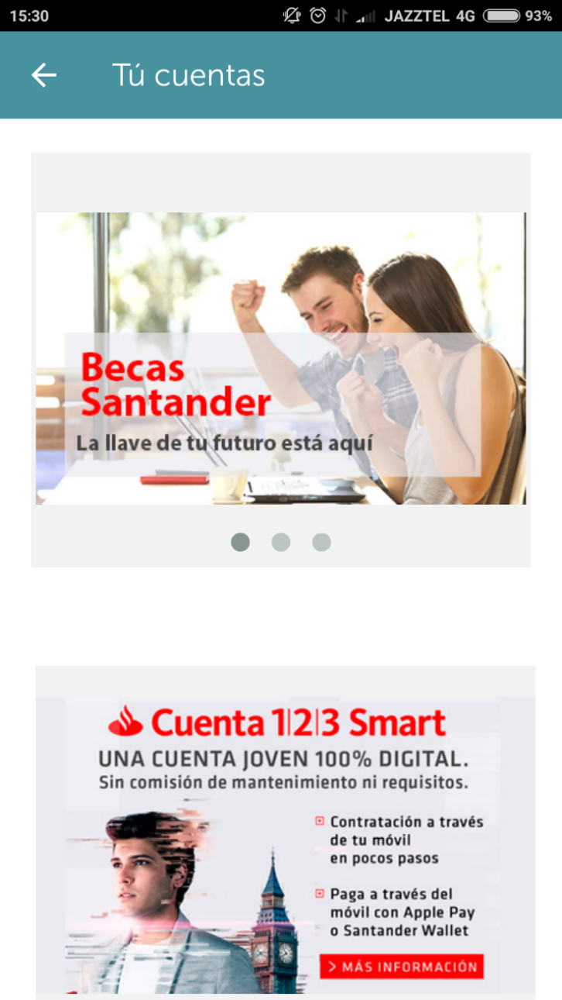 15:30 JAZZTEL 4G 93%
Tú cuentas
Becas
Santander
La llave de tu futuro está aquí
Cuenta 1|2|3 Smart
UNA CUENTA JOVEN 100% DIGITAL.
Sin comisión de mantenimiento ni requisitos.
Contratación a través
de tu móvil
en pocos pasos
Paga a través del
móvil con Apple Pay
o Santander Wallet
> MÁS INFORMACIÓN